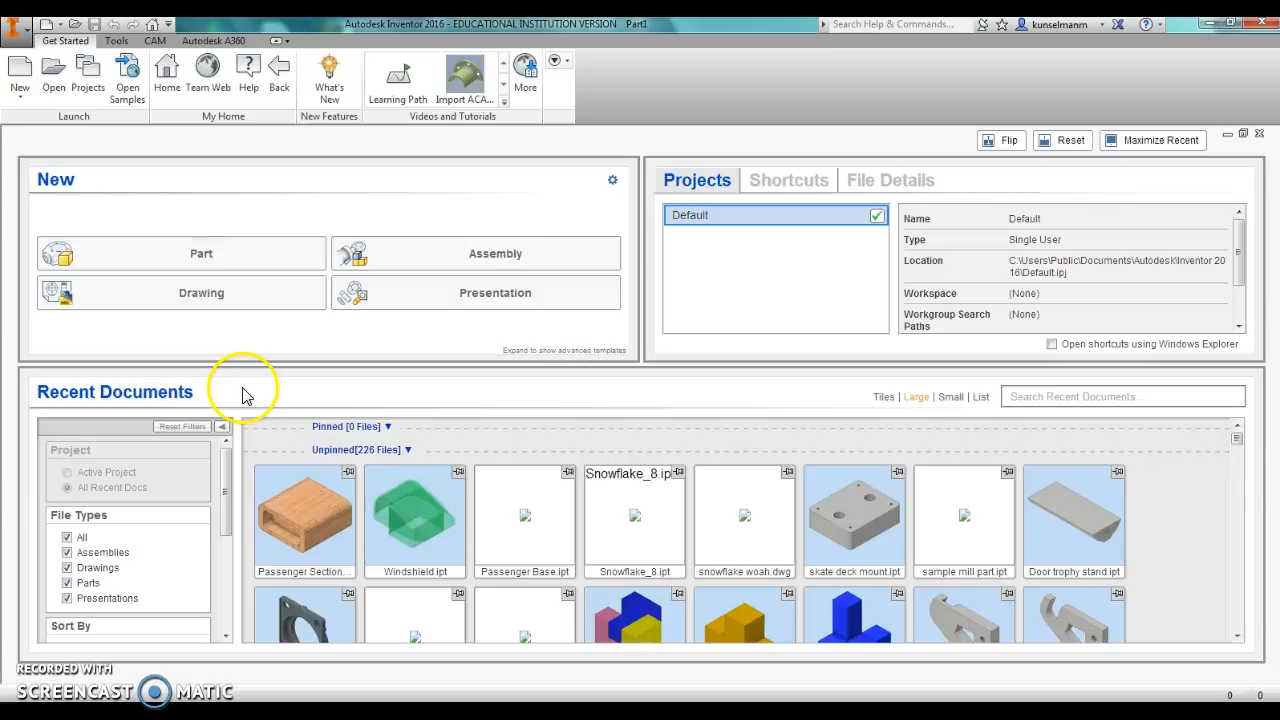 Autodesk Inventor 2016 - EDUCATIONAL INSTITUTION VERSION Part1
Search Help & Commands...
kunselmanm
Get Started Tools CAM Autodesk A360
New Open Projects Open Samples Home Team Web Help Back What's New Learning Path Import ACA... More
Launch My Home New Features Videos and Tutorials
Flip Reset Maximize Recent
New
Part Assembly
Drawing Presentation
Expand to show advanced templates
Projects Shortcuts File Details
Default
Name Default
Type Single User
Location C:\Users\Public\Documents\Autodesk\Inventor 20
16\Default.ipj
Workspace (None)
Workgroup Search (None)
Paths
Open shortcuts using Windows Explorer
Recent Documents
Tiles | Large | Small | List
Search Recent Documents...
Reset Filters
Project
Active Project
All Recent Docs
File Types
All
Assemblies
Drawings
Parts
Presentations
Sort By
Pinned [0 Files]
Unpinned[226 Files]
Snowflake_8.ip
Passenger Section... Windshield.ipt Passenger Base.ipt Snowflake_8.ipt snowflake woah.dwg skate deck mount.ipt sample mill part.ipt Door trophy stand.ipt
RECORDED WITH
SCREENCAST MATIC
0 0